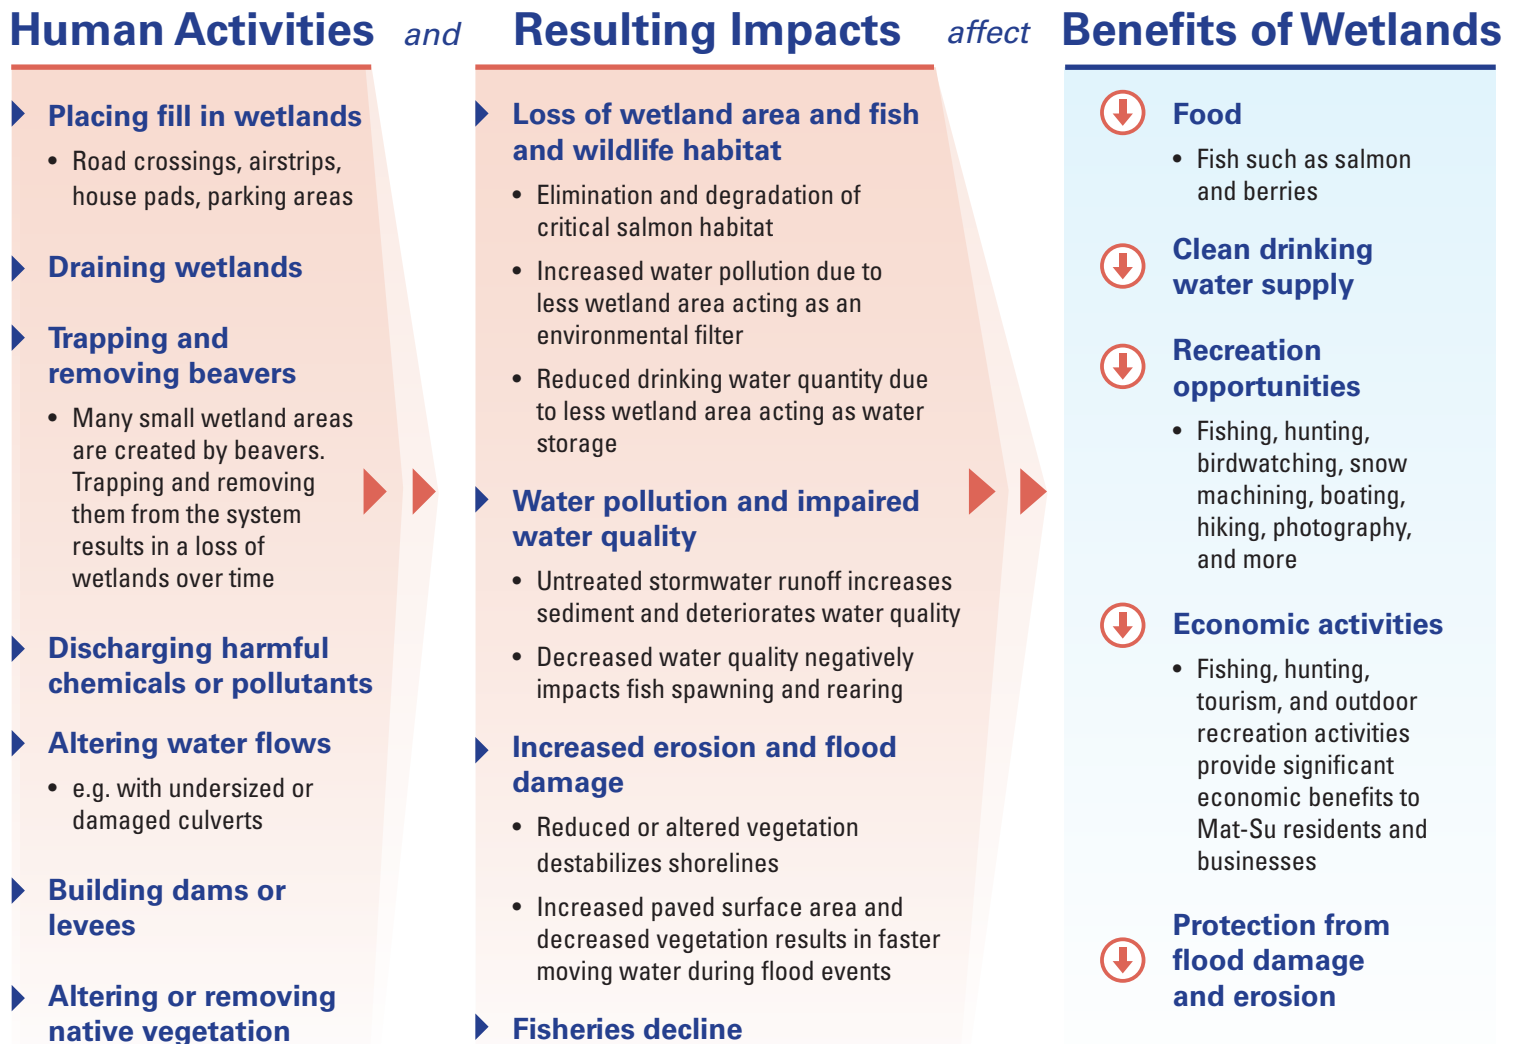 Human Activities and Resulting Impacts affect Benefits of Wetlands
Placing fill in wetlands
• Road crossings, airstrips,
house pads, parking areas
Draining wetlands
Trapping and
removing beavers
• Many small wetland areas
are created by beavers.
Trapping and removing
them from the system
results in a loss of
wetlands over time
Discharging harmful
chemicals or pollutants
Altering water flows
• e.g. with undersized or
damaged culverts
Building dams or
levees
Altering or removing
native vegetation
Loss of wetland area and fish
and wildlife habitat
• Elimination and degradation of
critical salmon habitat
• Increased water pollution due to
less wetland area acting as an
environmental filter
• Reduced drinking water quantity due
to less wetland area acting as water
storage
Water pollution and impaired
water quality
• Untreated stormwater runoff increases
sediment and deteriorates water quality
• Decreased water quality negatively
impacts fish spawning and rearing
Increased erosion and flood
damage
• Reduced or altered vegetation
destabilizes shorelines
• Increased paved surface area and
decreased vegetation results in faster
moving water during flood events
Fisheries decline
Food
• Fish such as salmon
and berries
Clean drinking
water supply
Recreation
opportunities
• Fishing, hunting,
birdwatching, snow
machining, boating,
hiking, photography,
and more
Economic activities
• Fishing, hunting,
tourism, and outdoor
recreation activities
provide significant
economic benefits to
Mat-Su residents and
businesses
Protection from
flood damage
and erosion